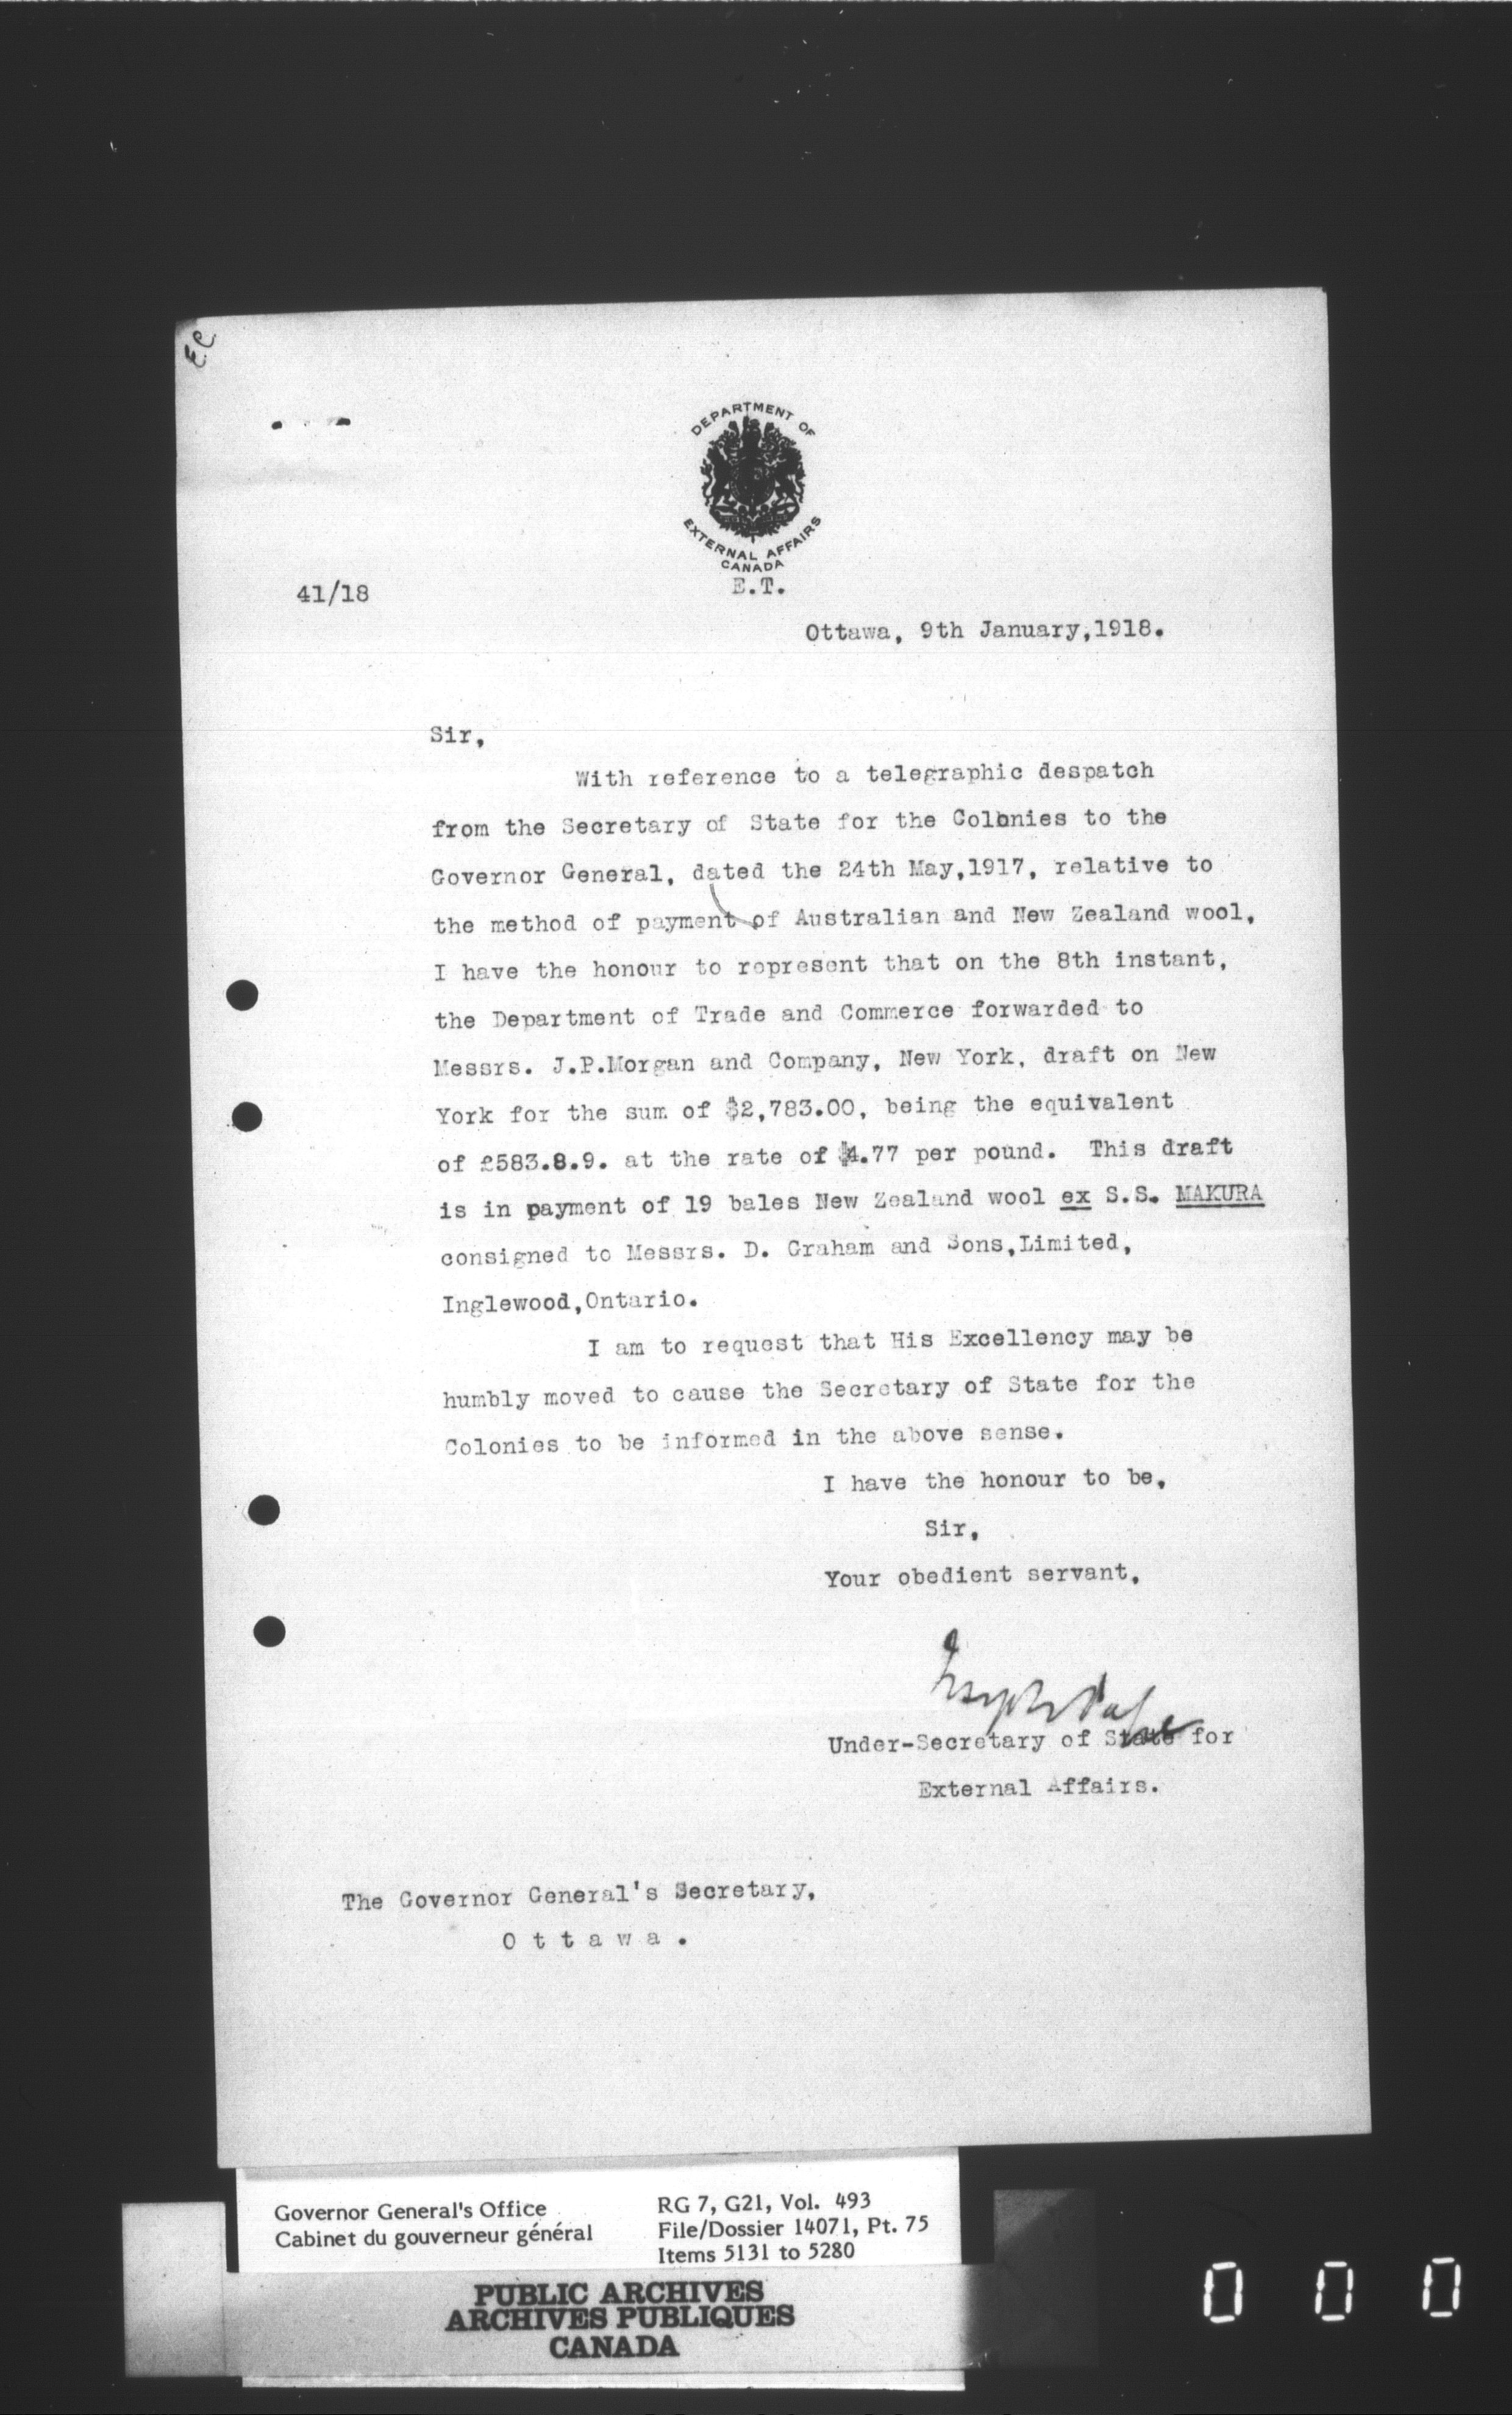 EC
DEPARTMENT OF
EXTERNAL AFFAIRS
CANADA
E.T.
41/18
Ottawa, 9th January,1918.
Sir,
With reference to a telegraphic despatch
from the Secretary of State for the Colonies to the
Governor General, dated the 24th May,1917, relative to
the method of payment of Australian and New Zealand wool,
I have the honour to represent that on the 8th instant,
the Department of Trade and Commerce forwarded to
Messrs. J.P.Morgan and Company, New York, draft on New
York for the sum of $2,783.00, being the equivalent
of £583.8.9. at the rate of $4.77 per pound. This draft
is in payment of 19 bales New Zealand wool ex S.S. MAKURA
consigned to Messrs. D. Graham and Sons,Limited,
Inglewood,Ontario.
I am to request that His Excellency may be
humbly moved to cause the Secretary of State for the
Colonies to be informed in the above sense.
I have the honour to be,
Sir,
Your obedient servant,
Joseph Pope
Under-Secretary of State for
External Affairs.
The Governor General's Secretary,
O t t a w a .
Governor General's Office
Cabinet du gouverneur général
RG 7, G21, Vol. 493
File/Dossier 14071, Pt. 75
Items 5131 to 5280
PUBLIC ARCHIVES
ARCHIVES PUBLIQUES
CANADA
0 0 0